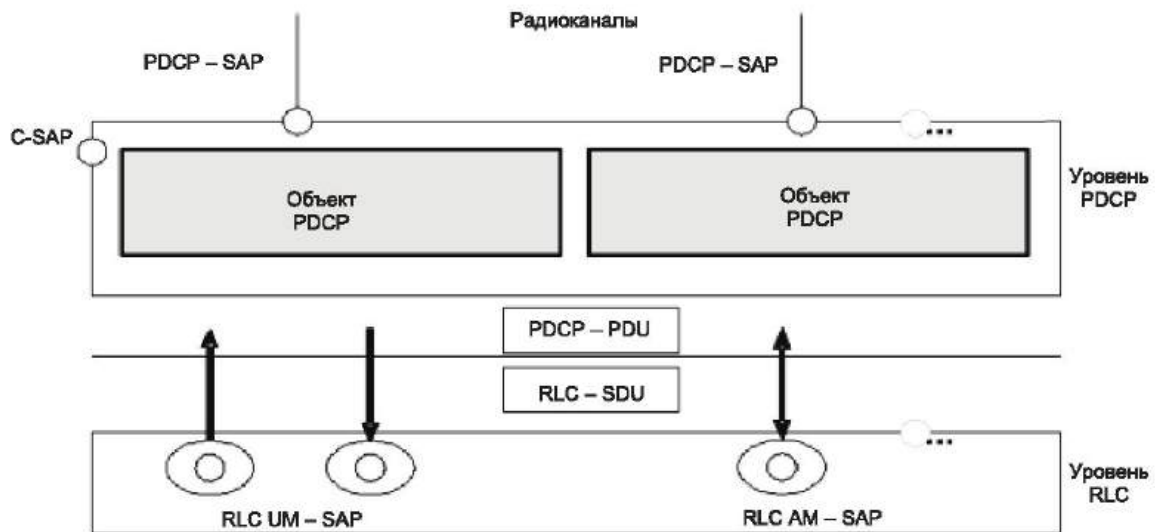 Радиоканалы
PDCP – SAP
PDCP – SAP
C-SAP
...
Объект
PDCP
Объект
PDCP
Уровень
PDCP
PDCP – PDU
RLC – SDU
...
Уровень
RLC
RLC UM – SAP
RLC AM – SAP